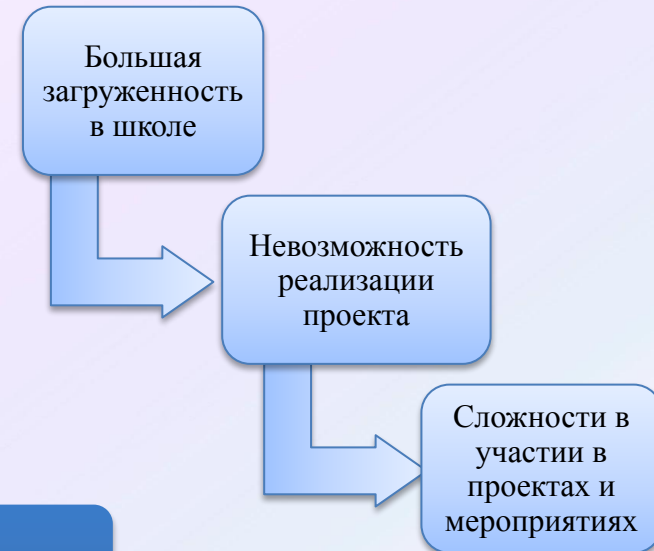 Большая
загруженность
в школе
Невозможность
реализации
проекта
Сложности в
участии в
проектах и
мероприятиях